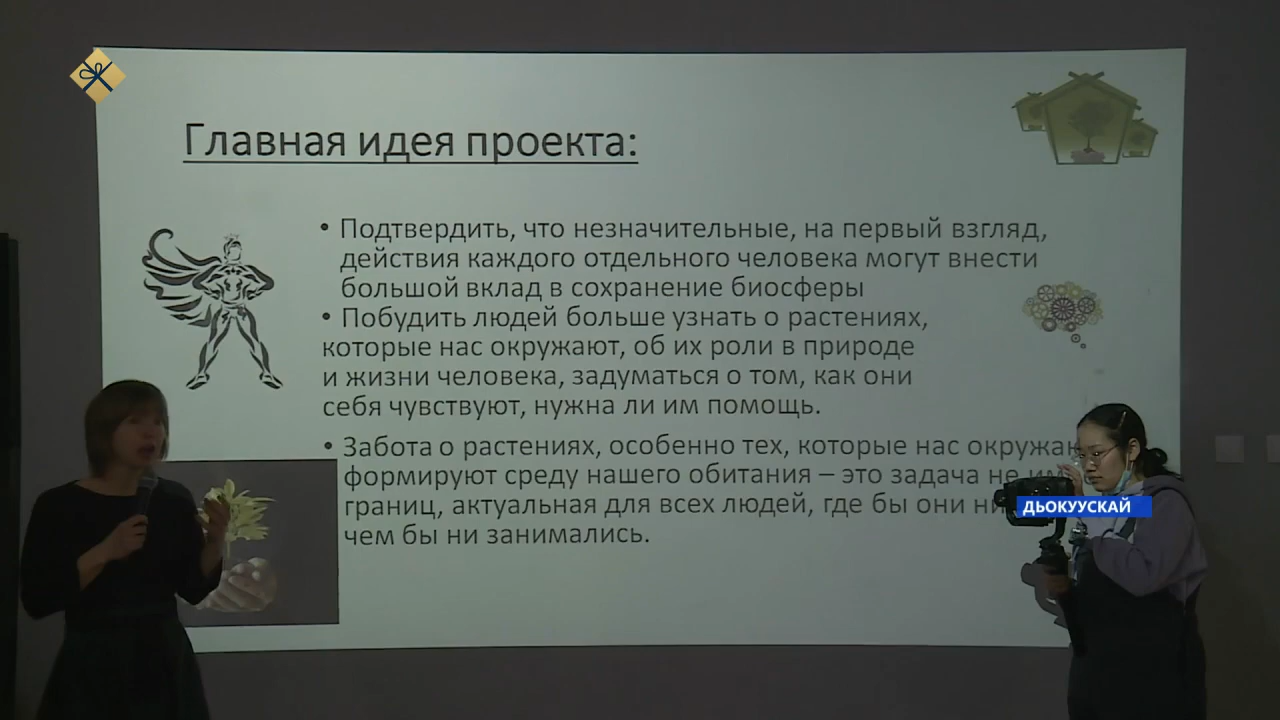 Главная идея проекта:
• Подтвердить, что незначительные, на первый взгляд,
действия каждого отдельного человека могут внести
большой вклад в сохранение биосферы
• Побудить людей больше узнать о растениях,
которые нас окружают, об их роли в природе
и жизни человека, задуматься о том, как они
себя чувствуют, нужна ли им помощь.
• Забота о растениях, особенно тех, которые нас
формируют среду нашего обитания – это задача не
границ, актуальная для всех людей, где бы они
чем бы ни занимались.
ДЬОКУУСКАЙ